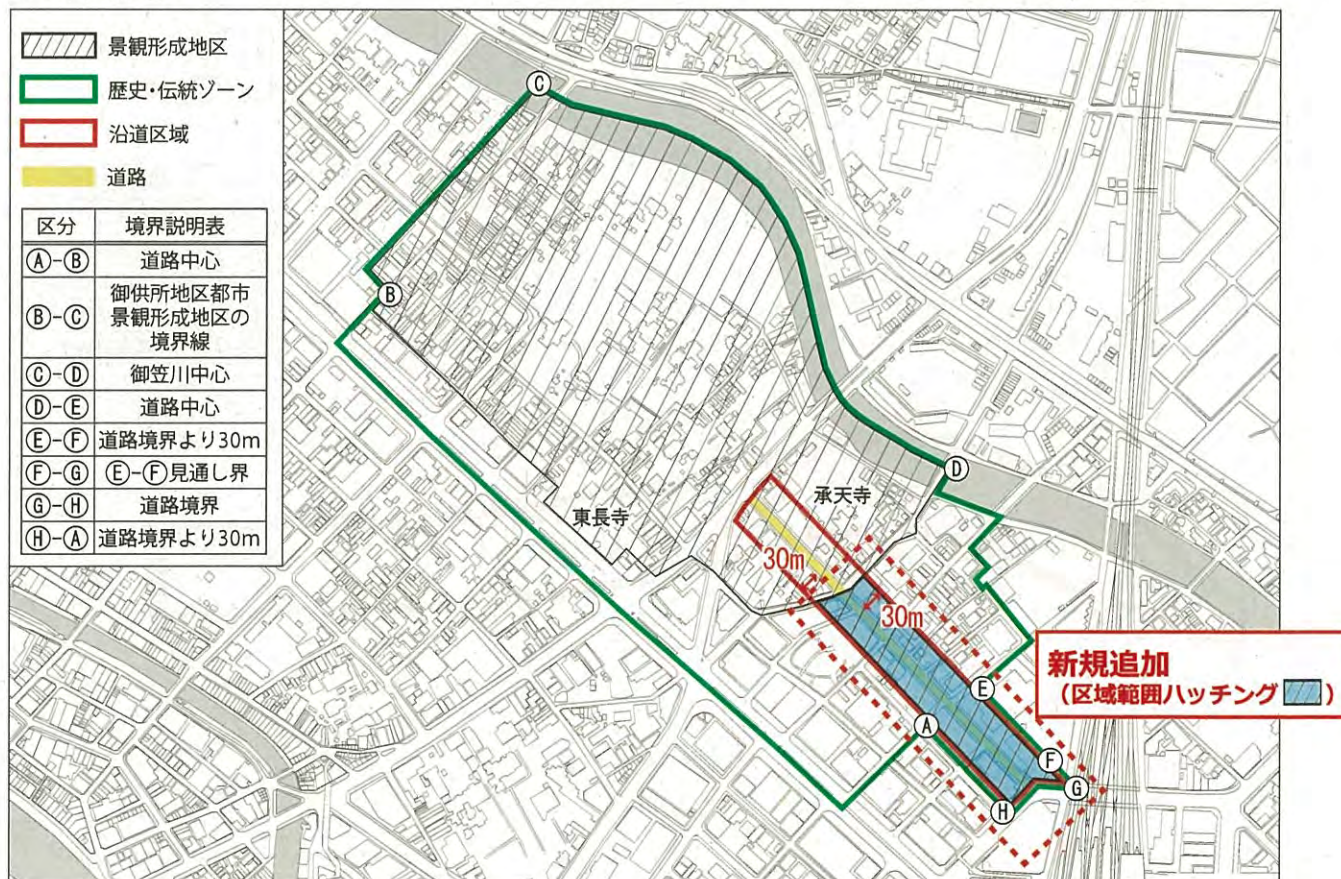 景観形成地区
歴史・伝統ゾーン
沿道区域
道路
区分 境界説明表
Ⓐ-Ⓑ 道路中心
Ⓑ-Ⓒ 御供所地区都市
景観形成地区の
境界線
Ⓒ-Ⓓ 御笠川中心
Ⓓ-Ⓔ 道路中心
Ⓔ-Ⓕ 道路境界より30m
Ⓕ-Ⓖ Ⓔ-Ⓕ見通し界
Ⓖ-Ⓗ 道路境界
Ⓗ-Ⓐ 道路境界より30m
Ⓒ
Ⓑ
Ⓓ
承天寺
東長寺
30m
30m
新規追加
(区域範囲ハッチング )
Ⓔ
Ⓐ
Ⓕ
Ⓖ
Ⓗ